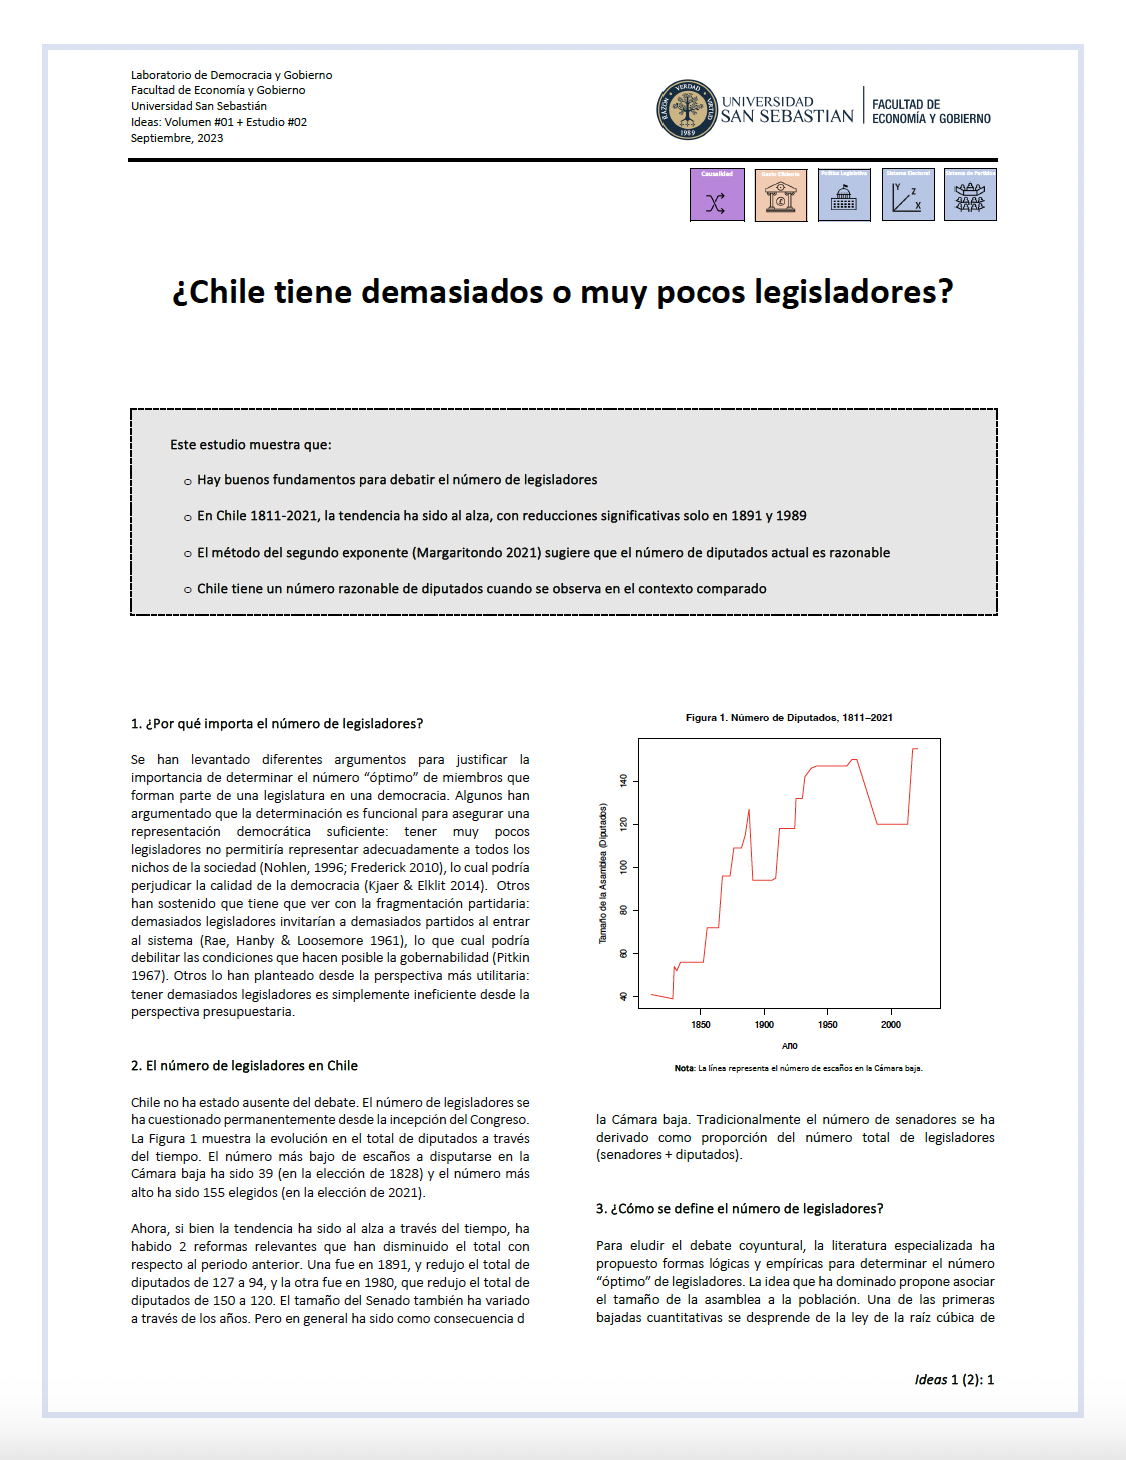 Laboratorio de Democracia y Gobierno
Facultad de Economía y Gobierno
Universidad San Sebastián
Ideas: Volumen #01 + Estudio #02
Septiembre, 2023
RAZÓN VERDAD VIRTUD
1989
UNIVERSIDAD
SAN SEBASTIAN
FACULTAD DE
ECONOMÍA Y GOBIERNO
Causalidad
Política Legislativa
Sistema Electoral
Sistema de Partidos
Y
Z
X
¿Chile tiene demasiados o muy pocos legisladores?
Este estudio muestra que:
o Hay buenos fundamentos para debatir el número de legisladores
o En Chile 1811-2021, la tendencia ha sido al alza, con reducciones significativas solo en 1891 y 1989
o El método del segundo exponente (Margaritondo 2021) sugiere que el número de diputados actual es razonable
o Chile tiene un número razonable de diputados cuando se observa en el contexto comparado
1. ¿Por qué importa el número de legisladores?
Se han levantado diferentes argumentos para justificar la
importancia de determinar el número “óptimo” de miembros que
forman parte de una legislatura en una democracia. Algunos han
argumentado que la determinación es funcional para asegurar una
representación democrática suficiente: tener muy pocos
legisladores no permitiría representar adecuadamente a todos los
nichos de la sociedad (Nohlen, 1996; Frederick 2010), lo cual podría
perjudicar la calidad de la democracia (Kjaer & Elklit 2014). Otros
han sostenido que tiene que ver con la fragmentación partidaria:
demasiados legisladores invitarían a demasiados partidos al entrar
al sistema (Rae, Hanby & Loosemore 1961), lo que cual podría
debilitar las condiciones que hacen posible la gobernabilidad (Pitkin
1967). Otros lo han planteado desde la perspectiva más utilitaria:
tener demasiados legisladores es simplemente ineficiente desde la
perspectiva presupuestaria.
2. El número de legisladores en Chile
Chile no ha estado ausente del debate. El número de legisladores se
ha cuestionado permanentemente desde la incepción del Congreso.
La Figura 1 muestra la evolución en el total de diputados a través
del tiempo. El número más bajo de escaños a disputarse en la
Cámara baja ha sido 39 (en la elección de 1828) y el número más
alto ha sido 155 elegidos (en la elección de 2021).
Ahora, si bien la tendencia ha sido al alza a través del tiempo, ha
habido 2 reformas relevantes que han disminuido el total con
respecto al periodo anterior. Una fue en 1891, y redujo el total de
diputados de 127 a 94, y la otra fue en 1980, que redujo el total de
diputados de 150 a 120. El tamaño del Senado también ha variado
a través de los años. Pero en general ha sido como consecuencia d
Figura 1. Número de Diputados, 1811–2021
Tamaño de la Asamblea (Diputados)
140
120
100
80
60
40
1850 1900 1950 2000
Año
Nota: La línea representa el número de escaños en la Cámara baja.
la Cámara baja. Tradicionalmente el número de senadores se ha
derivado como proporción del número total de legisladores
(senadores + diputados).
3. ¿Cómo se define el número de legisladores?
Para eludir el debate coyuntural, la literatura especializada ha
propuesto formas lógicas y empíricas para determinar el número
“óptimo” de legisladores. La idea que ha dominado propone asociar
el tamaño de la asamblea a la población. Una de las primeras
bajadas cuantitativas se desprende de la ley de la raíz cúbica de
Ideas 1 (2): 1